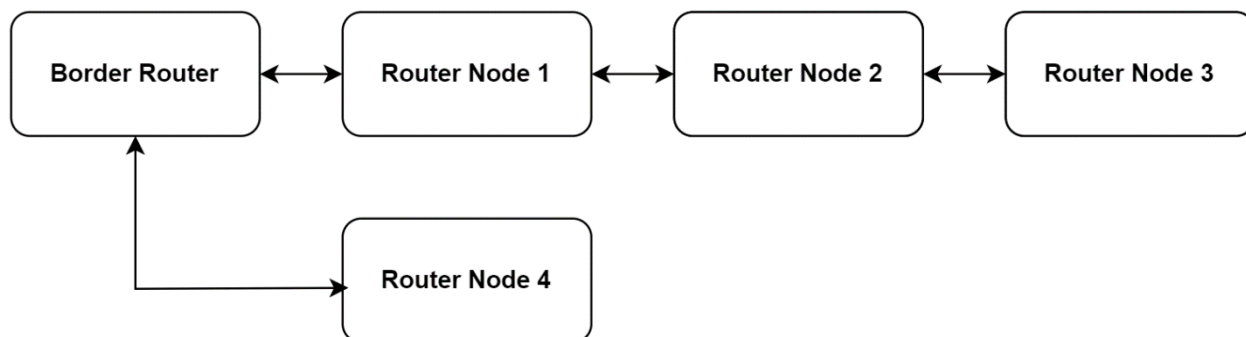 Border Router
Router Node 1
Router Node 2
Router Node 3
Router Node 4